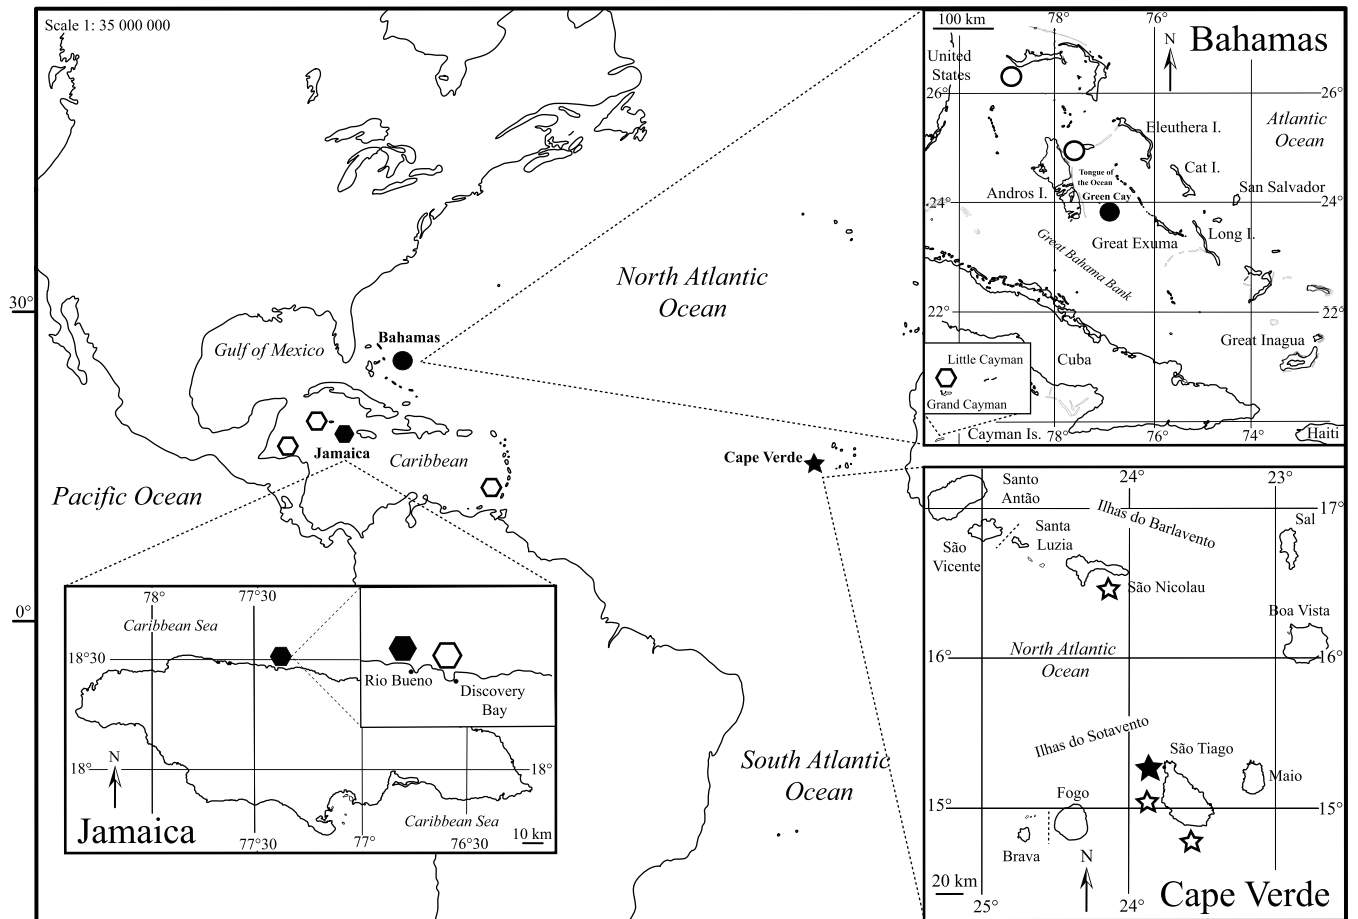 Scale 1: 35 000 000
30°
0°
North Atlantic
Ocean
Gulf of Mexico
Bahamas
Jamaica
Caribbean
Cape Verde
Pacific Ocean
South Atlantic
Ocean
100 km
78°
76°
N
Bahamas
United
States
26°
26°
Atlantic
Ocean
Eleuthera I.
Cat I.
Tongue of
the Ocean
San Salvador
Andros I.
Green Cay
24°
24°
Great Exuma
Long I.
Great Bahama Bank
22°
22°
Great Inagua
Little Cayman
Cuba
Grand Cayman
Cayman Is.
78°
76°
74°
Haiti
24°
23°
Santo
Antão
17°
Ilhas do Barlavento
Sal
Santa
Luzia
São
Vicente
São Nicolau
Boa Vista
North Atlantic
Ocean
16°
16°
Ilhas do Sotavento
São Tiago
Maio
Fogo
15°
15°
Brava
N
20 km
25°
24°
Cape Verde
78°
77°30
Caribbean Sea
18°30
Rio Bueno
Discovery
Bay
N
18°
18°
Caribbean Sea
Jamaica
77°30
77°
76°30
10 km